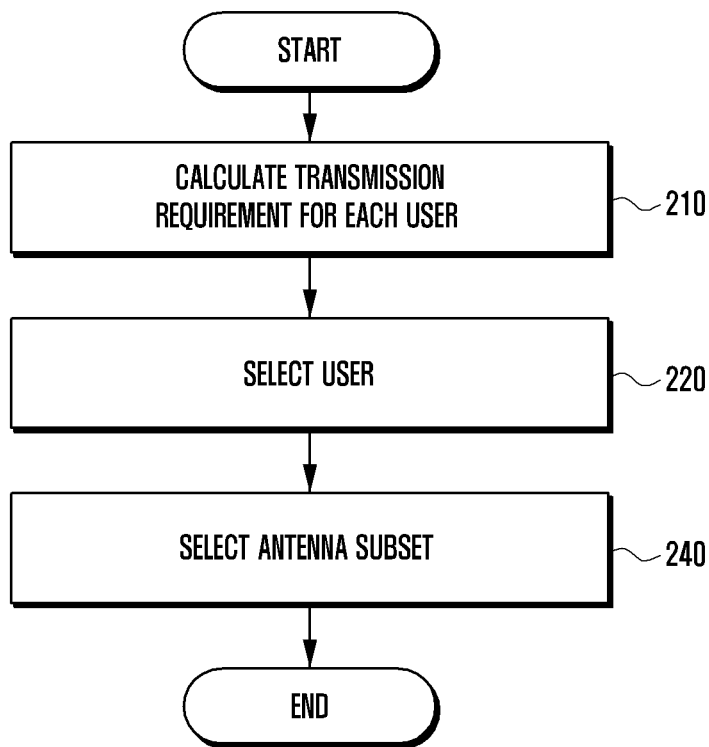 START
CALCULATE TRANSMISSION
REQUIREMENT FOR EACH USER
210
SELECT USER
220
SELECT ANTENNA SUBSET
240
END